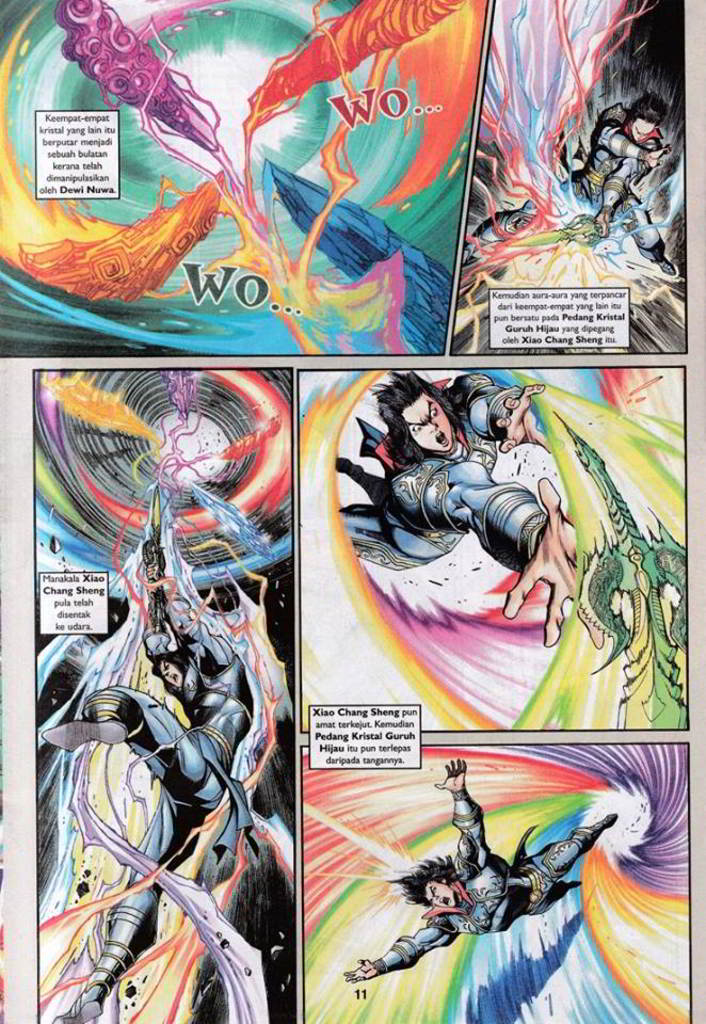 Keempat-empat
kristal yang lain itu
berputar menjadi
sebuah bulatan
kerana telah
dimanipulasikan
oleh Dewi Nuwa.
WO...
WO...
Kemudian aura-aura yang terpancar
dari keempat-empat yang lain itu
pun bersatu pada Pedang Kristal
Guruh Hijau yang dipegang
oleh Xiao Chang Sheng itu.
Manakala Xiao
Chang Sheng
pula telah
disentak
ke udara.
Xiao Chang Sheng pun
amat terkejut. Kemudian
Pedang Kristal Guruh
Hijau itu pun terlepas
daripada tangannya.
11